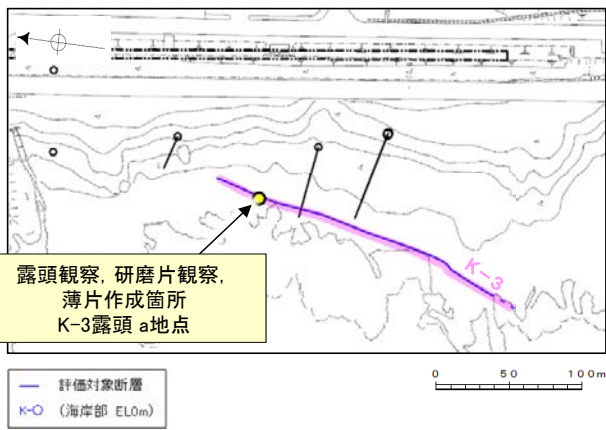 露頭観察, 研磨片観察,
薄片作成箇所
K-3露頭 a地点
K-3
評価対象断層
K-O (海岸部 EL0m)
0 50 100m